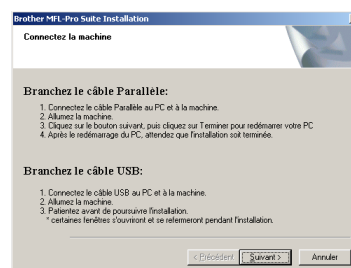 Brother MFL-Pro Suite Installation
Connectez la machine
Branchez le câble Parallèle:
1. Connectez le câble Parallèle au PC et à la machine.
2. Allumez la machine.
3. Cliquez sur le bouton suivant, puis cliquez sur Terminer pour redémarrer votre PC
4. Après le redémarrage du PC, attendez que l'installation soit terminée.
Branchez le câble USB:
1. Connectez le câble USB au PC et à la machine.
2. Allumez la machine.
3. Patientez avant de poursuivre l'installation.
* certaines fenêtres s'ouvriront et se refermeront pendant l'installation.
< Précédent Suivant > Annuler